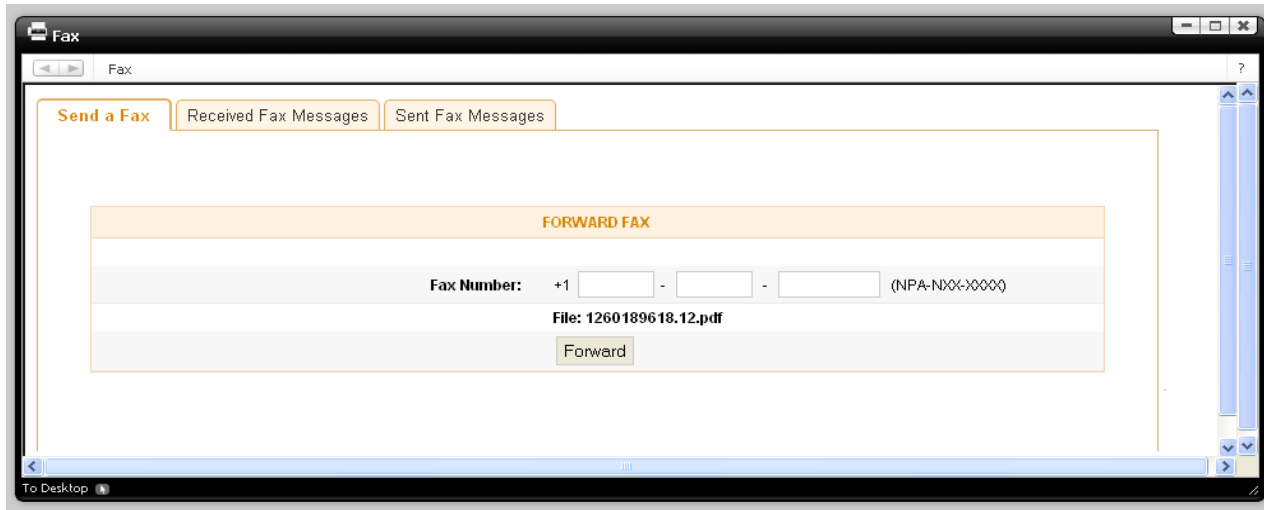 Fax
Fax ?
Send a Fax Received Fax Messages Sent Fax Messages
FORWARD FAX
Fax Number: +1 - - (NPA-NXX-XXXX)
File: 1260189618.12.pdf
Forward
To Desktop